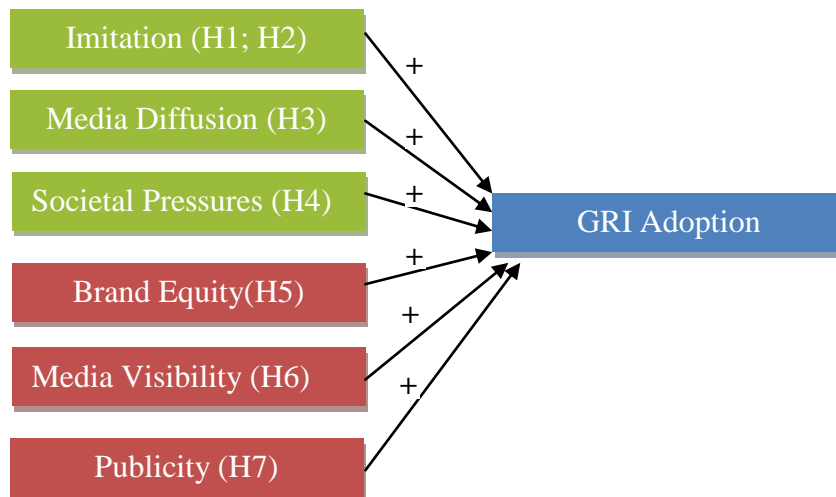 Imitation (H1; H2)
+
Media Diffusion (H3)
+
Societal Pressures (H4)
+
GRI Adoption
Brand Equity(H5)
+
Media Visibility (H6)
+
Publicity (H7)
+